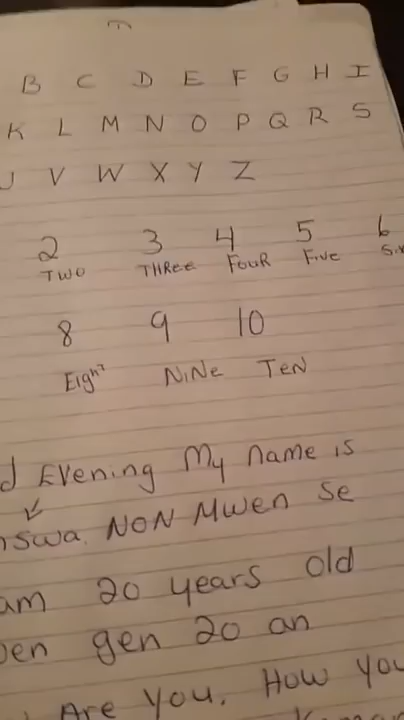 B C D E F G H I
K L M N O P Q R S
V W X Y Z
2 3 4 5 6
TWO THRee FouR Five
8 9 10
Eight NiNe TeN
Evening My name is
NON Mwen se
am 20 years old
gen 20 an
Are you. How you